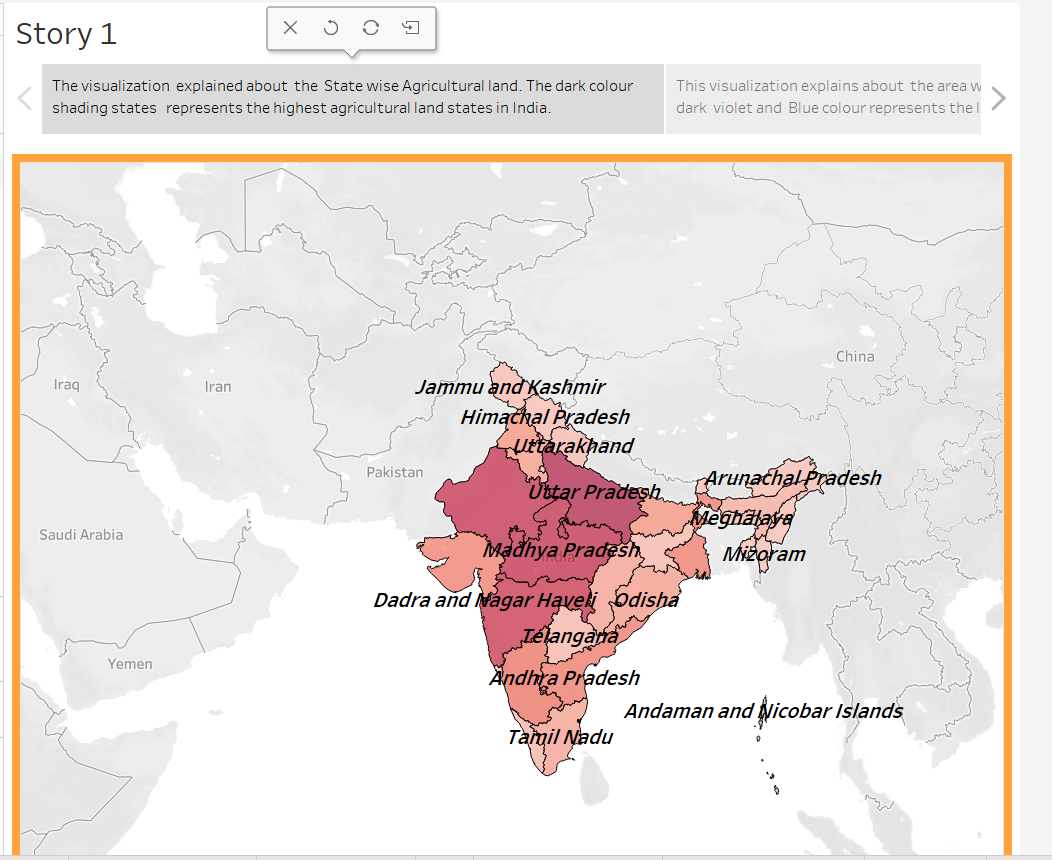 Story 1
The visualization explained about the State wise Agricultural land. The dark colour
shading states represents the highest agricultural land states in India.
This visualization explains about the area w
dark violet and Blue colour represents the l
China
Iraq
Iran
Jammu and Kashmir
Himachal Pradesh
Uttarakhand
Pakistan
Arunachal Pradesh
Uttar Pradesh
Meghalaya
Saudi Arabia
Madhya Pradesh
India
Mizoram
Dadra and Nagar Haveli
Odisha
Telangana
Yemen
Andhra Pradesh
Andaman and Nicobar Islands
Tamil Nadu